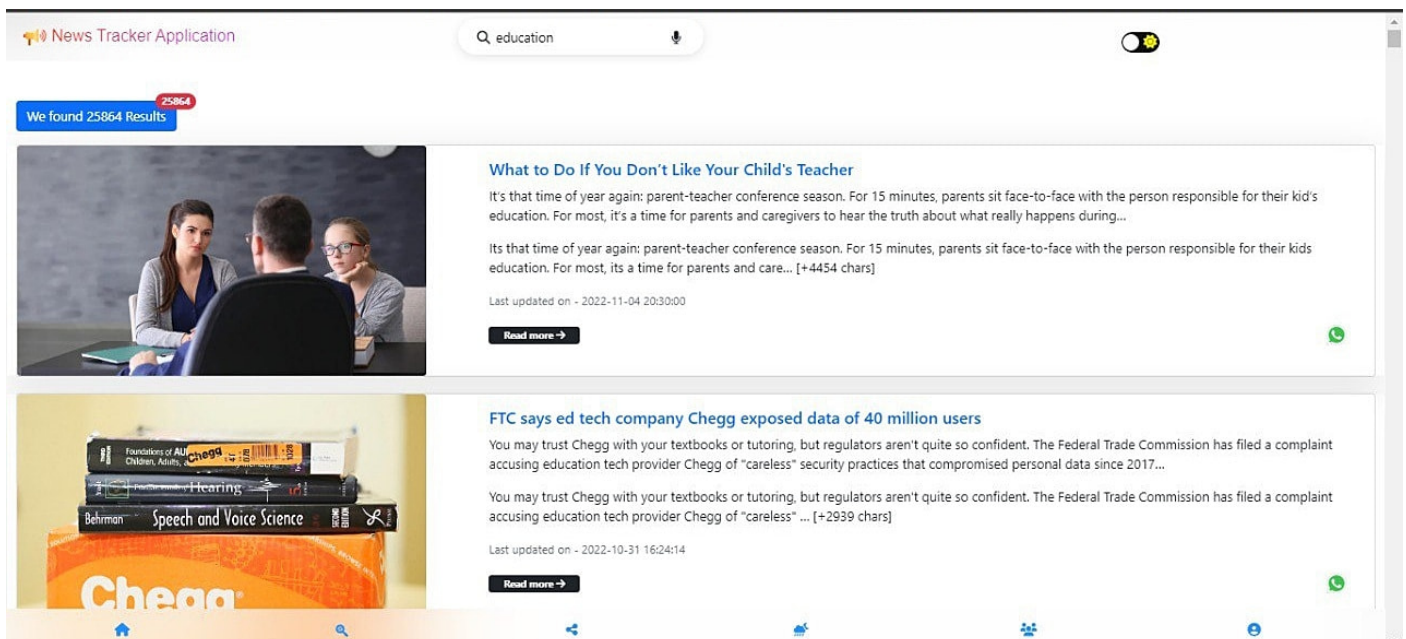 News Tracker Application
education
25864
We found 25864 Results
What to Do If You Don't Like Your Child's Teacher
It's that time of year again: parent-teacher conference season. For 15 minutes, parents sit face-to-face with the person responsible for their kid's
education. For most, it's a time for parents and caregivers to hear the truth about what really happens during...
Its that time of year again: parent-teacher conference season. For 15 minutes, parents sit face-to-face with the person responsible for their kids
education. For most, its a time for parents and care... [+4454 chars]
Last updated on - 2022-11-04 20:30:00
Read more →
FTC says ed tech company Chegg exposed data of 40 million users
You may trust Chegg with your textbooks or tutoring, but regulators aren't quite so confident. The Federal Trade Commission has filed a complaint
accusing education tech provider Chegg of "careless" security practices that compromised personal data since 2017...
You may trust Chegg with your textbooks or tutoring, but regulators aren't quite so confident. The Federal Trade Commission has filed a complaint
accusing education tech provider Chegg of "careless" ... [+2939 chars]
Last updated on - 2022-10-31 16:24:14
Read more →
Foundations of
Children, Adults,
Chegg
Hearing
Behrman Speech and Voice Science SECOND EDITION
Chegg